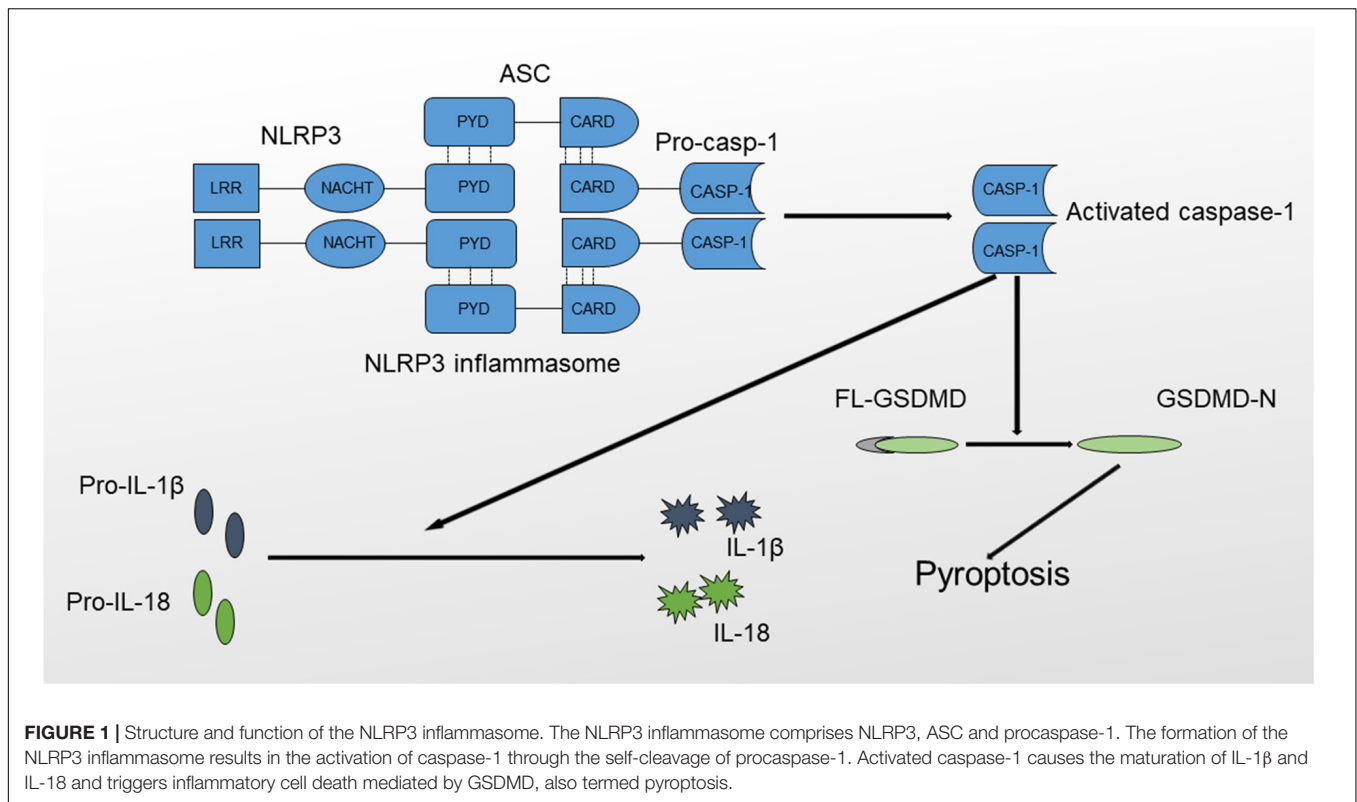 ASC
PYD
CARD
NLRP3
Pro-casp-1
LRR
NACHT
PYD
CARD
CASP-1
CASP-1
Activated caspase-1
LRR
NACHT
PYD
CARD
CASP-1
CASP-1
PYD
CARD
NLRP3 inflammasome
FL-GSDMD
GSDMD-N
Pro-IL-1β
IL-1β
Pyroptosis
Pro-IL-18
IL-18
FIGURE 1 | Structure and function of the NLRP3 inflammasome. The NLRP3 inflammasome comprises NLRP3, ASC and procaspase-1. The formation of the
NLRP3 inflammasome results in the activation of caspase-1 through the self-cleavage of procaspase-1. Activated caspase-1 causes the maturation of IL-1β and
IL-18 and triggers inflammatory cell death mediated by GSDMD, also termed pyroptosis.